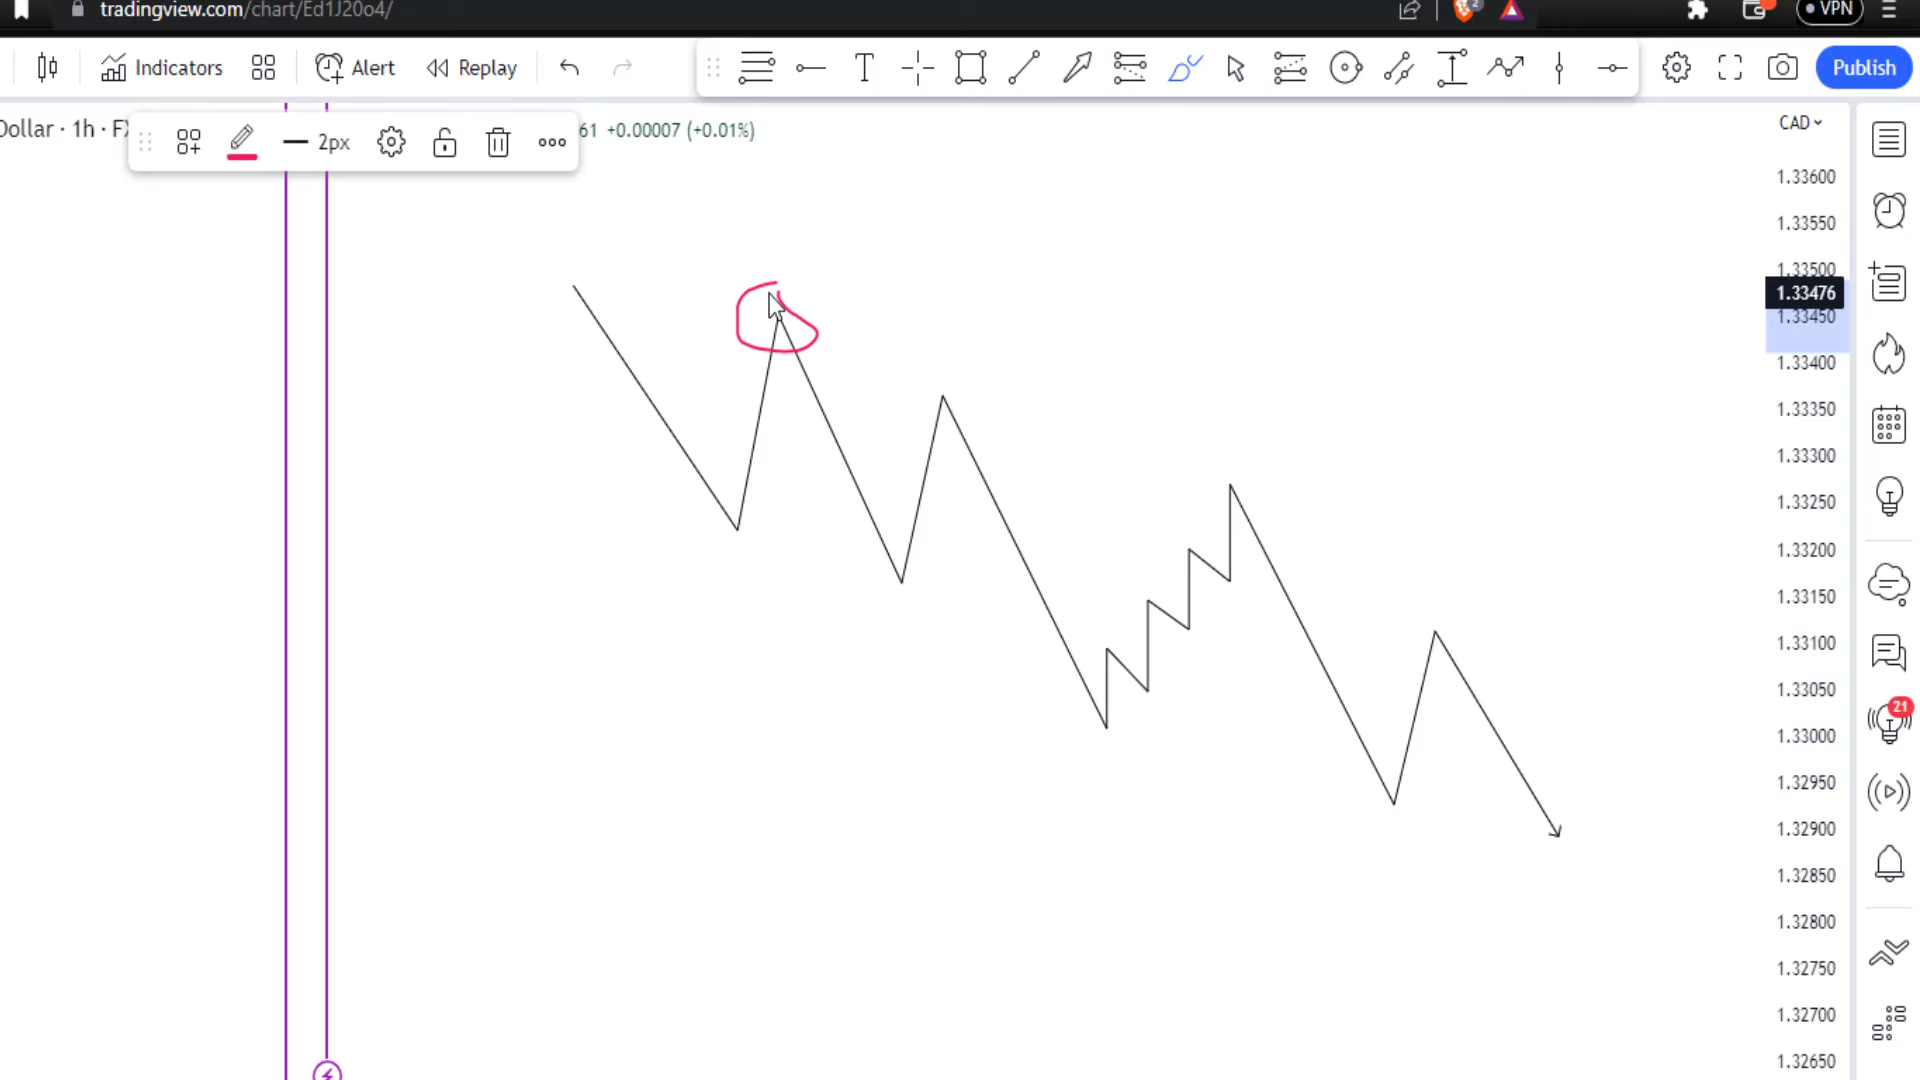 tradingview.com/chart/Ed1J20o4/
2
VPN
Indicators
Alert
Replay
Publish
Dollar · 1h ·
2px
61 +0.00007 (+0.01%)
CAD
1.33600
1.33550
1.33500
1.33476
1.33450
1.33400
1.33350
1.33300
1.33250
1.33200
1.33150
1.33100
1.33050
1.33000
1.32950
1.32900
1.32850
1.32800
1.32750
1.32700
1.32650
21